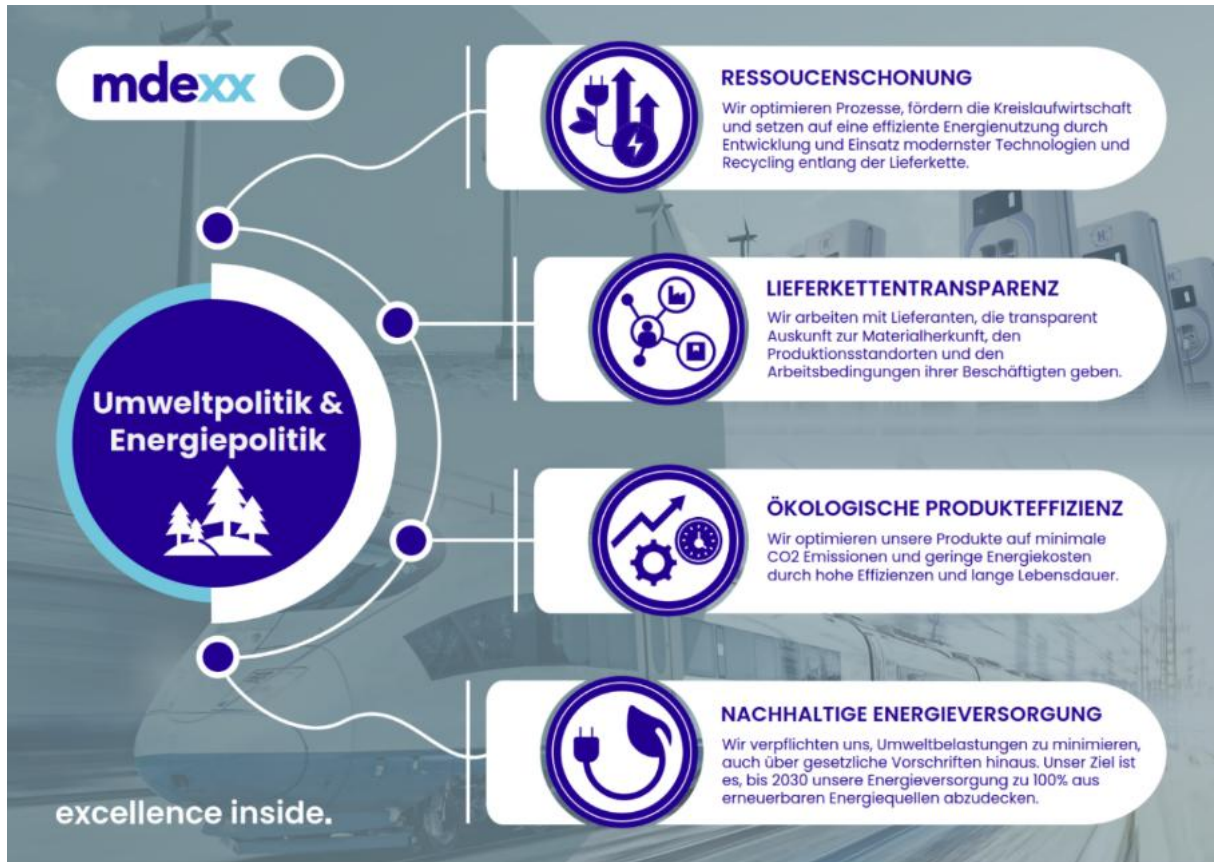 mdexx
RESSOUCENSCHONUNG
Wir optimieren Prozesse, fördern die Kreislaufwirtschaft
und setzen auf eine effiziente Energienutzung durch
Entwicklung und Einsatz modernster Technologien und
Recycling entlang der Lieferkette.
LIEFERKETTENTRANSPARENZ
Wir arbeiten mit Lieferanten, die transparent
Auskunft zur Materialherkunft, den
Produktionsstandorten und den
Arbeitsbedingungen ihrer Beschäftigten geben.
Umweltpolitik &
Energiepolitik
ÖKOLOGISCHE PRODUKTEFFIZIENZ
Wir optimieren unsere Produkte auf minimale
CO2 Emissionen und geringe Energiekosten
durch hohe Effizienzen und lange Lebensdauer.
NACHHALTIGE ENERGIEVERSORGUNG
Wir verpflichten uns, Umweltbelastungen zu minimieren,
auch über gesetzliche Vorschriften hinaus. Unser Ziel ist
es, bis 2030 unsere Energieversorgung zu 100% aus
erneuerbaren Energiequellen abzudecken.
excellence inside.